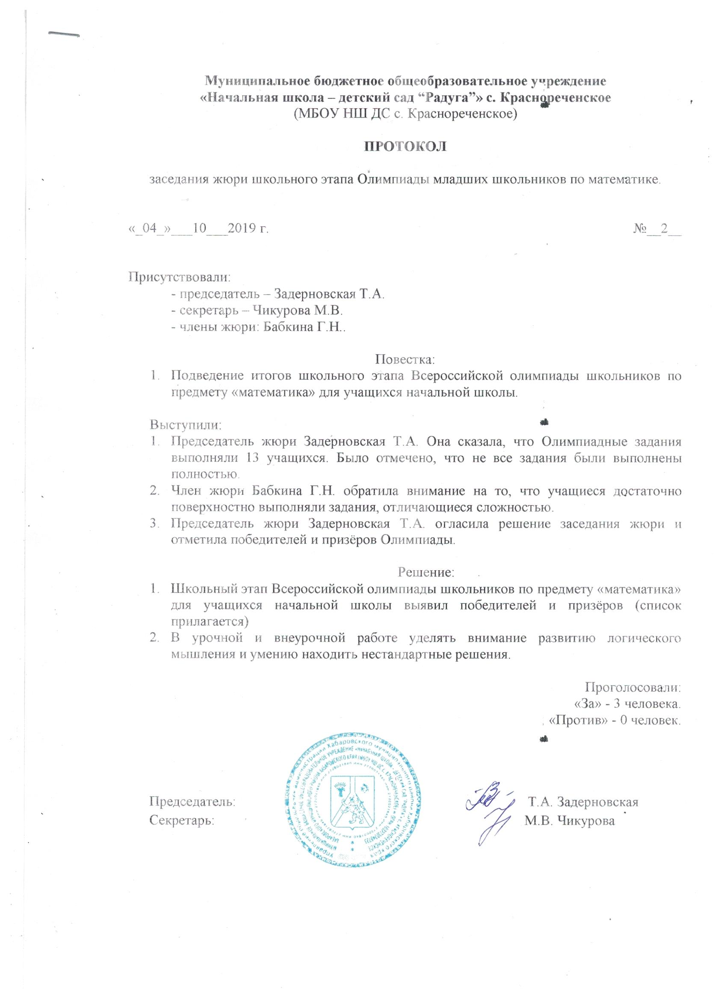 Муниципальное бюджетное общеобразовательное учреждение
«Начальная школа – детский сад “Радуга”» с. Краснореченское
(МБОУ НШ ДС с. Краснореченское)
ПРОТОКОЛ
заседания жюри школьного этапа Олимпиады младших школьников по математике.
«_04_»___10___2019 г. №__2__
Присутствовали:
- председатель – Задерновская Т.А.
- секретарь – Чикурова М.В.
- члены жюри: Бабкина Г.Н..
Повестка:
1. Подведение итогов школьного этапа Всероссийской олимпиады школьников по
предмету «математика» для учащихся начальной школы.
Выступили:
1. Председатель жюри Задерновская Т.А. Она сказала, что Олимпиадные задания
выполняли 13 учащихся. Было отмечено, что не все задания были выполнены
полностью.
2. Член жюри Бабкина Г.Н. обратила внимание на то, что учащиеся достаточно
поверхностно выполняли задания, отличающиеся сложностью.
3. Председатель жюри Задерновская Т.А. огласила решение заседания жюри и
отметила победителей и призёров Олимпиады.
Решение:
1. Школьный этап Всероссийской олимпиады школьников по предмету «математика»
для учащихся начальной школы выявил победителей и призёров (список
прилагается)
2. В урочной и внеурочной работе уделять внимание развитию логического
мышления и умению находить нестандартные решения.
Проголосовали:
«За» - 3 человека.
«Против» - 0 человек.
Председатель: Т.А. Задерновская
Секретарь: М.В. Чикурова